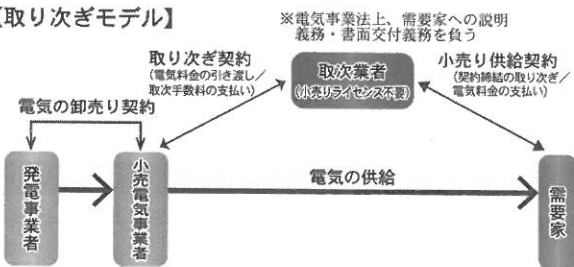 【取り次ぎモデル】
※電気事業法上、需要家への説明
義務・書面交付義務を負う
取り次ぎ契約
(電気料金の引き渡し/
取次手数料の支払い)
取次業者
(小売りライセンス不要)
小売り供給契約
(契約締結の取り次ぎ/
電気料金の支払い)
電気の卸売り契約
発電事業者
小売電気事業者
電気の供給
需要家